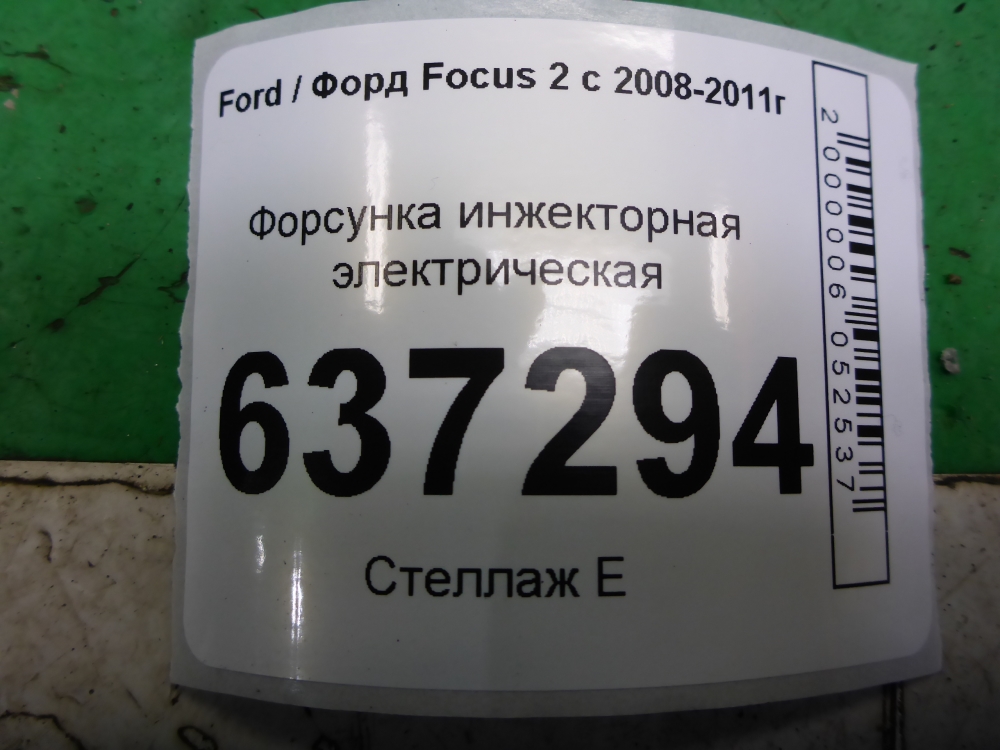 Ford / Форд Focus 2 с 2008-2011г
Форсунка инжекторная
электрическая
637294
Стеллаж Е
2000006052537